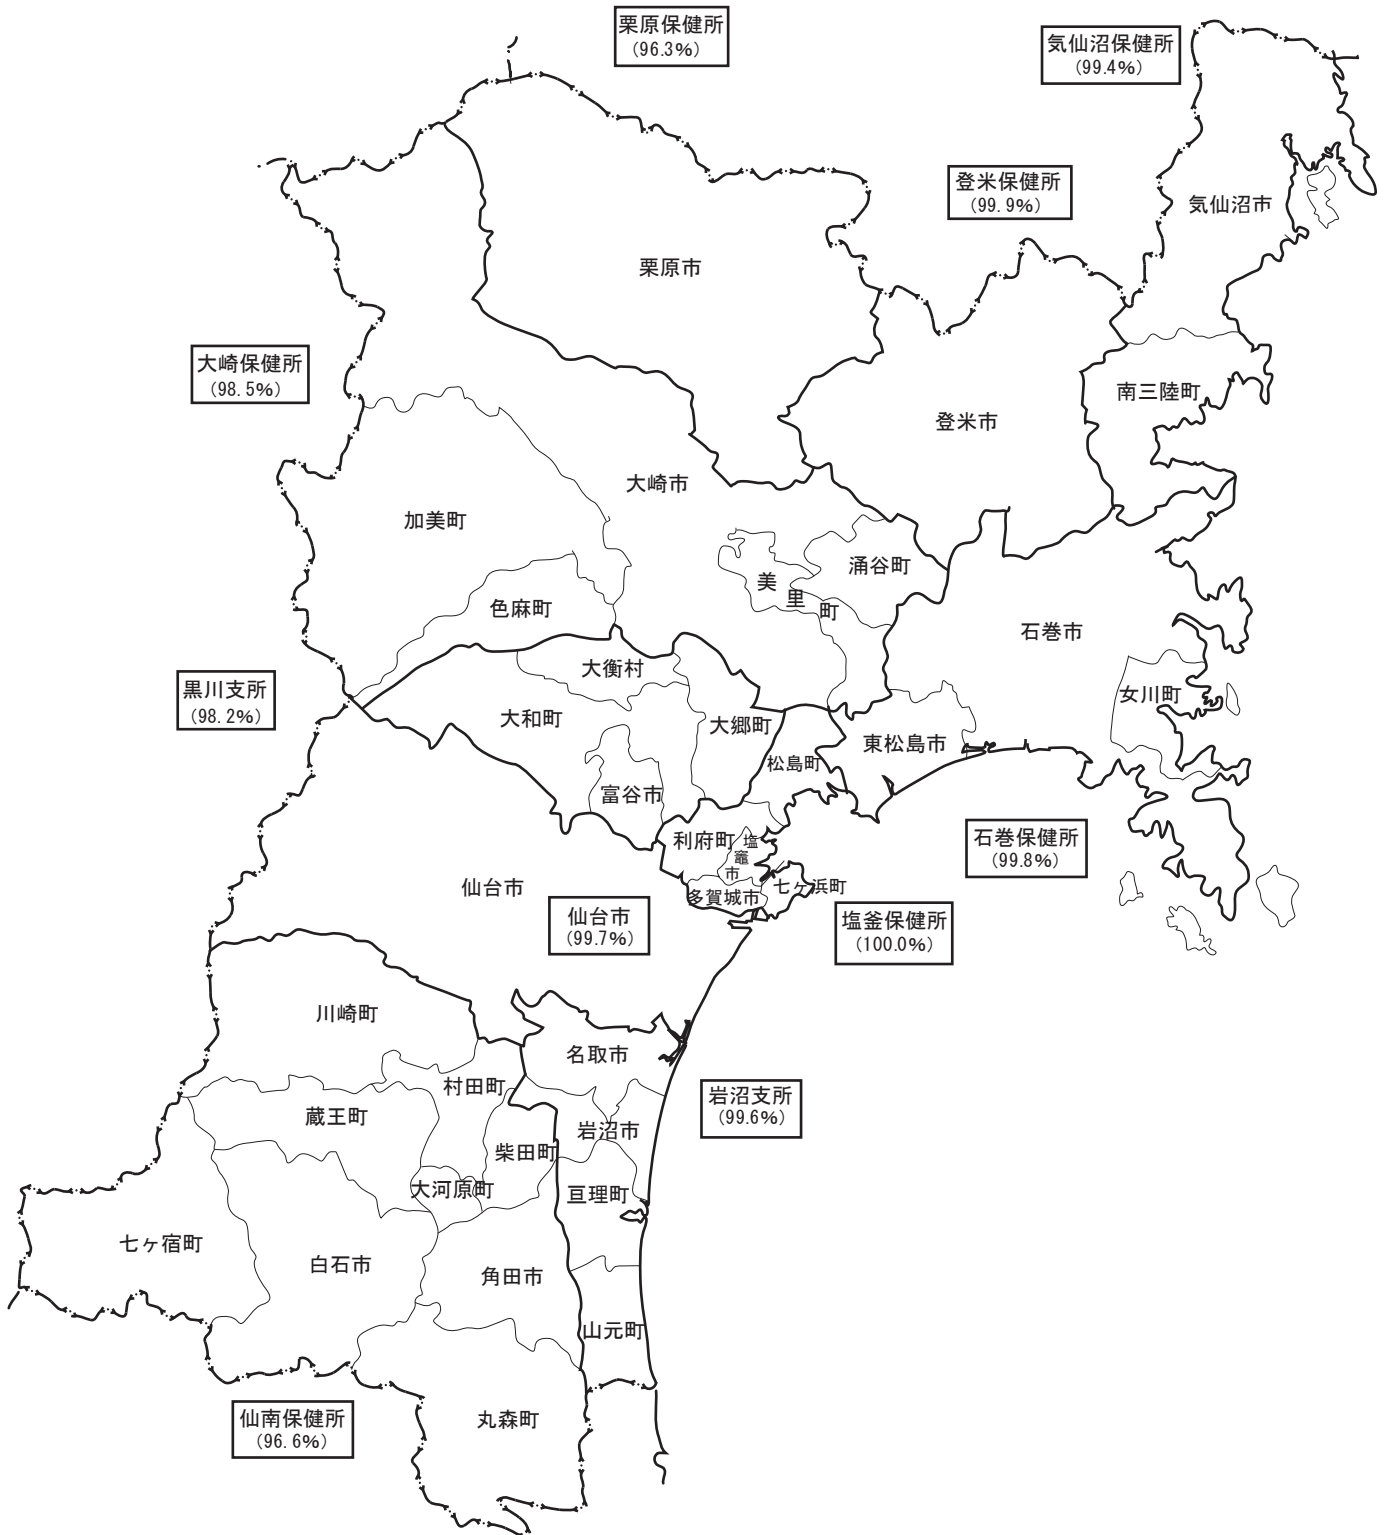 栗原保健所
(96.3%)
気仙沼保健所
(99.4%)
登米保健所
(99.9%)
気仙沼市
栗原市
大崎保健所
(98.5%)
南三陸町
登米市
大崎市
加美町
涌谷町
美里町
色麻町
石巻市
大衡村
黒川支所
(98.2%)
女川町
大和町
大郷町
東松島市
松島町
富谷市
利府町
塩竈市
石巻保健所
(99.8%)
仙台市
七ヶ浜町
多賀城市
仙台市
(99.7%)
塩釜保健所
(100.0%)
川崎町
名取市
村田町
岩沼支所
(99.6%)
蔵王町
岩沼市
柴田町
大河原町
亘理町
七ヶ宿町
白石市
角田市
山元町
仙南保健所
(96.6%)
丸森町